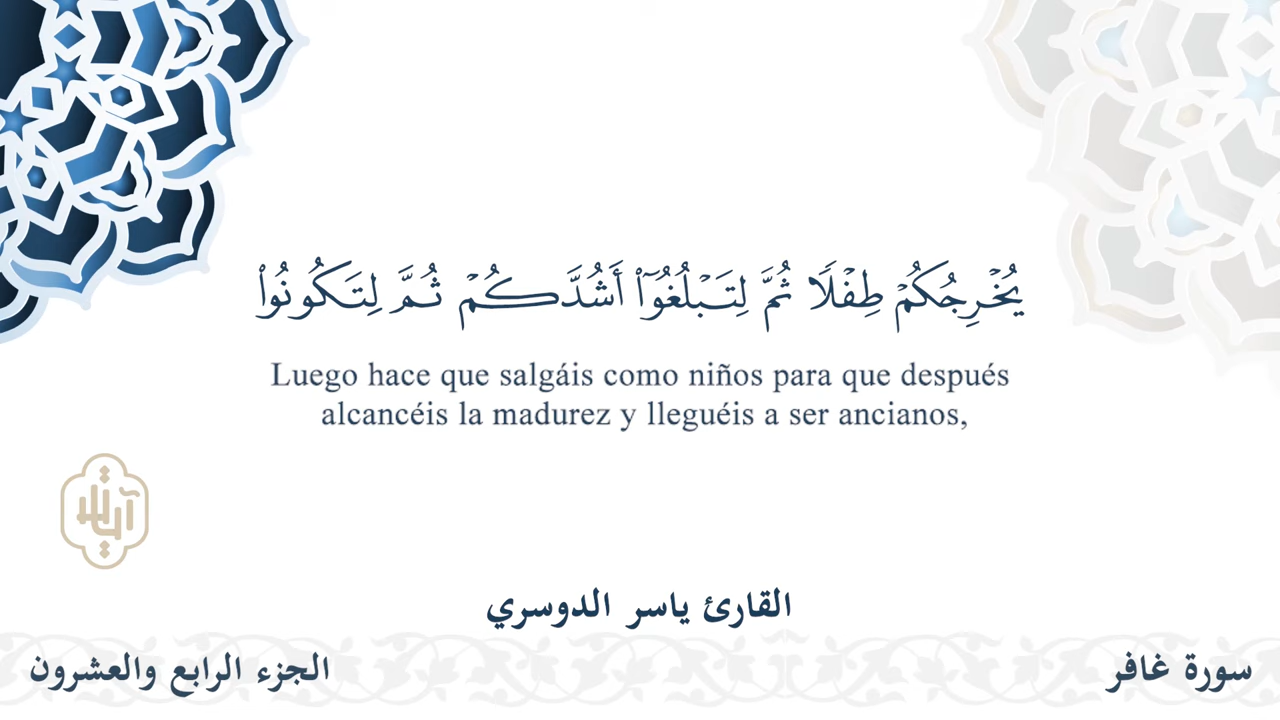 يُخْرِجُكُمْ طِفْلًا ثُمَّ لِتَبْلُغُوٓا۟ أَشُدَّكُمْ ثُمَّ لِتَكُونُوا۟
Luego hace que salgáis como niños para que después
alcancéis la madurez y lleguéis a ser ancianos,
القارئ ياسر الدوسري
سورة غافر
الجزء الرابع والعشرون